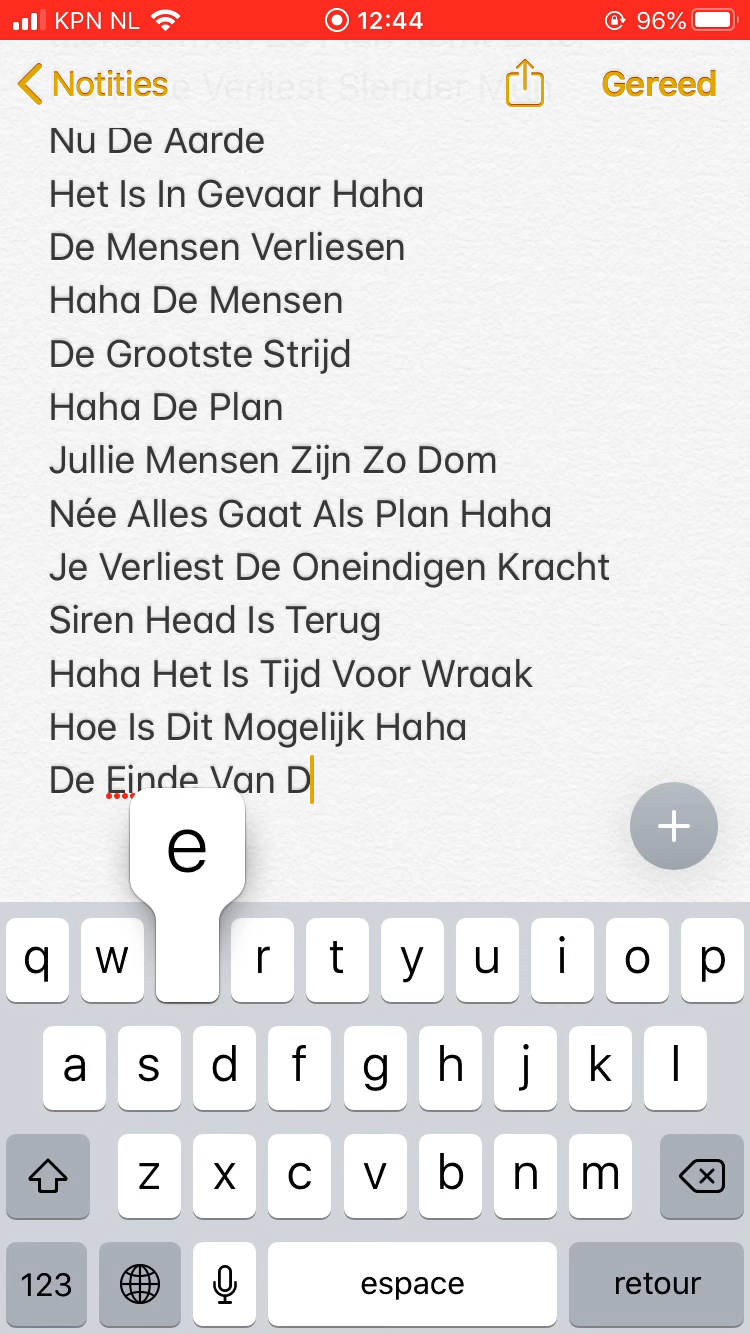 KPN NL 12:44 96%
Notities e Verliest Slender Man Gereed
Nu De Aarde
Het Is In Gevaar Haha
De Mensen Verliesen
Haha De Mensen
De Grootste Strijd
Haha De Plan
Jullie Mensen Zijn Zo Dom
Née Alles Gaat Als Plan Haha
Je Verliest De Oneindigen Kracht
Siren Head Is Terug
Haha Het Is Tijd Voor Wraak
Hoe Is Dit Mogelijk Haha
De Einde Van D
e
q w r t y u i o p
a s d f g h j k l
z x c v b n m
123 espace retour